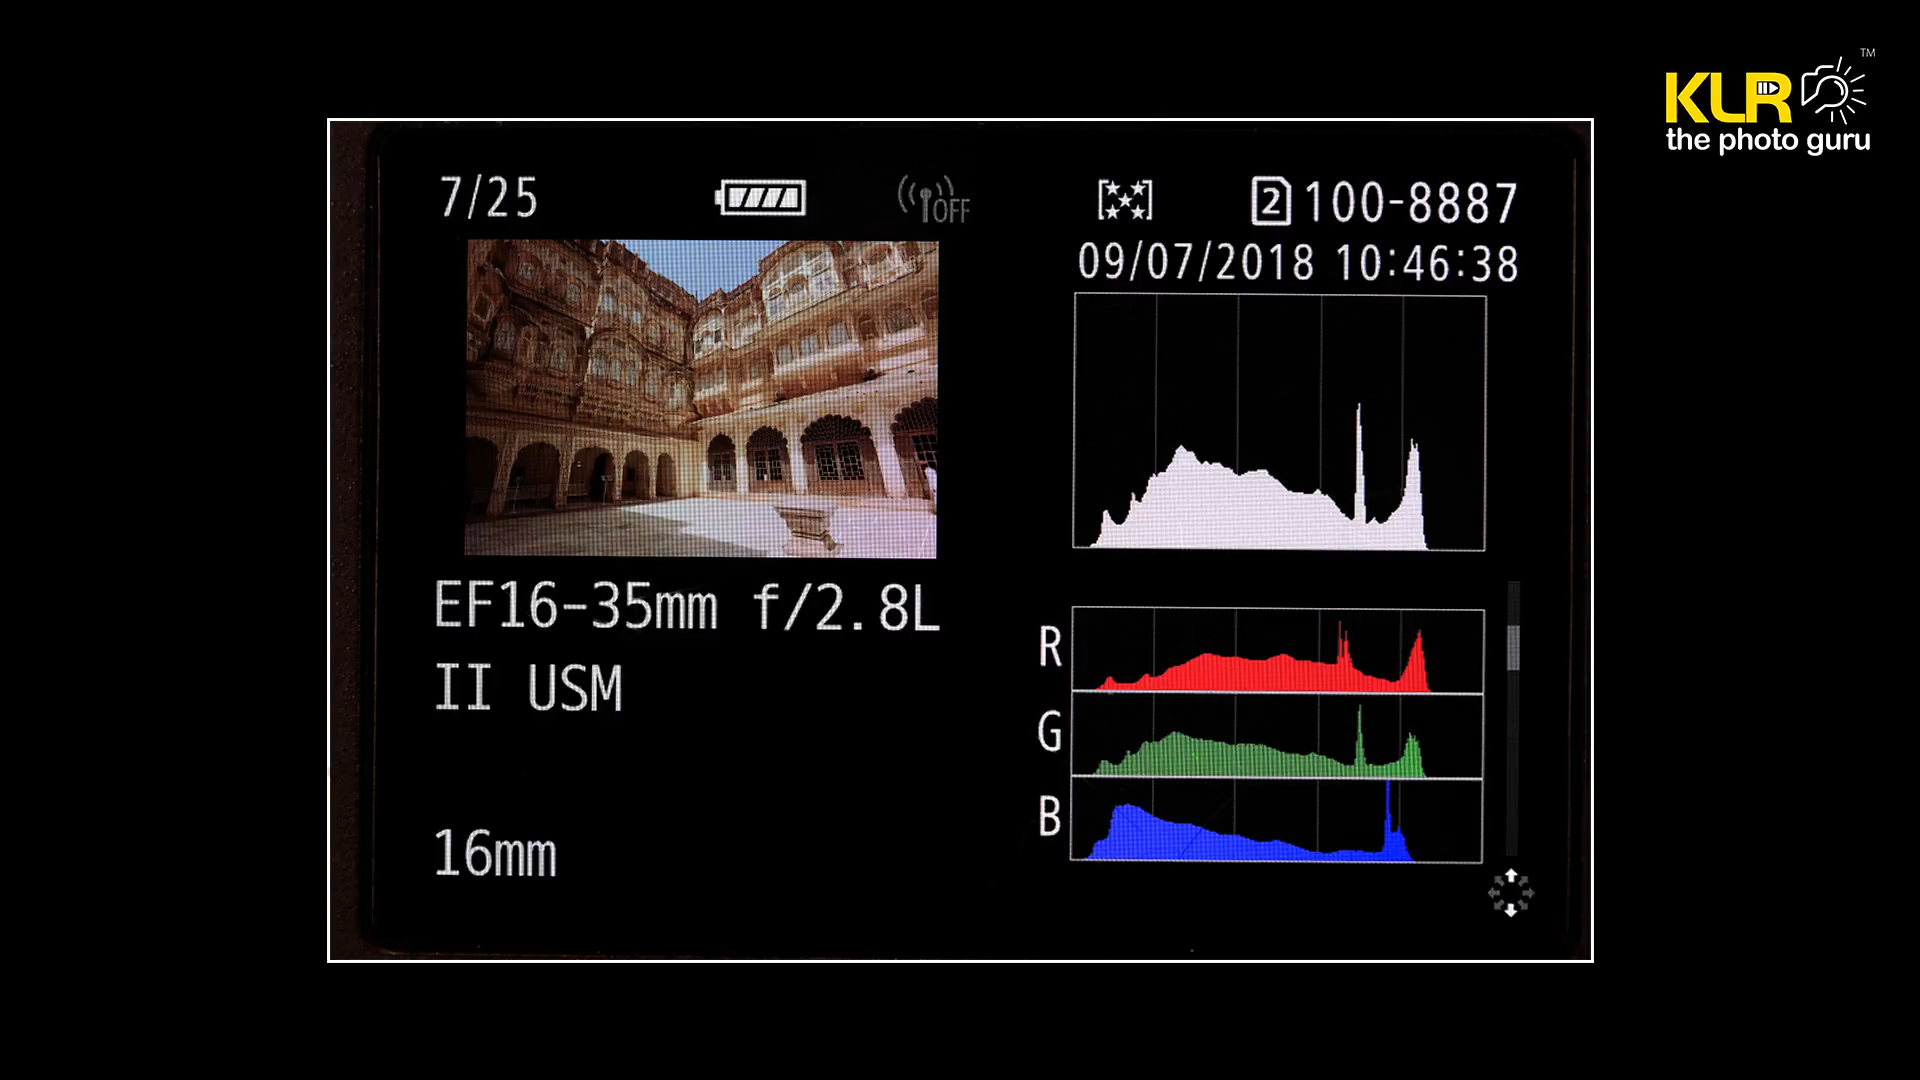 KLR TM
the photo guru
7/25
OFF
2 100-8887
09/07/2018 10:46:38
EF16-35mm f/2.8L
II USM
16mm
R
G
B